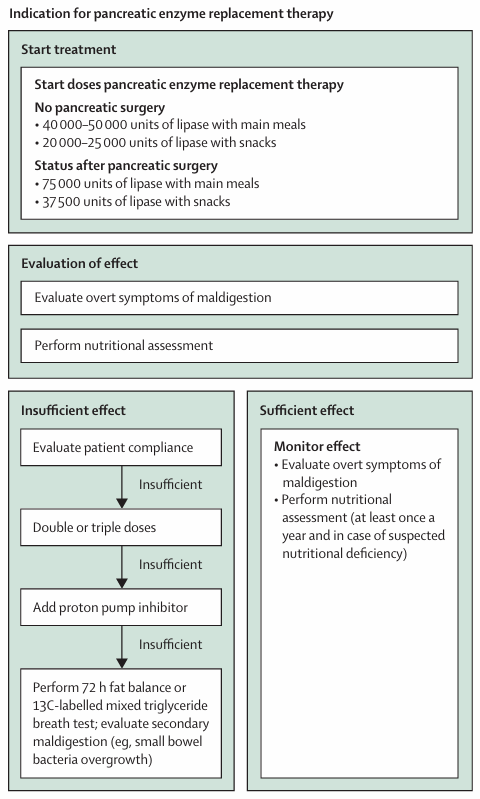 Indication for pancreatic enzyme replacement therapy
Start treatment
Start doses pancreatic enzyme replacement therapy
No pancreatic surgery
• 40 000–50 000 units of lipase with main meals
• 20 000–25 000 units of lipase with snacks
Status after pancreatic surgery
• 75 000 units of lipase with main meals
• 37 500 units of lipase with snacks
Evaluation of effect
Evaluate overt symptoms of maldigestion
Perform nutritional assessment
Insufficient effect
Evaluate patient compliance
Insufficient
Double or triple doses
Insufficient
Add proton pump inhibitor
Insufficient
Perform 72 h fat balance or
13C-labelled mixed triglyceride
breath test; evaluate secondary
maldigestion (eg, small bowel
bacteria overgrowth)
Sufficient effect
Monitor effect
• Evaluate overt symptoms of
maldigestion
• Perform nutritional
assessment (at least once a
year and in case of suspected
nutritional deficiency)